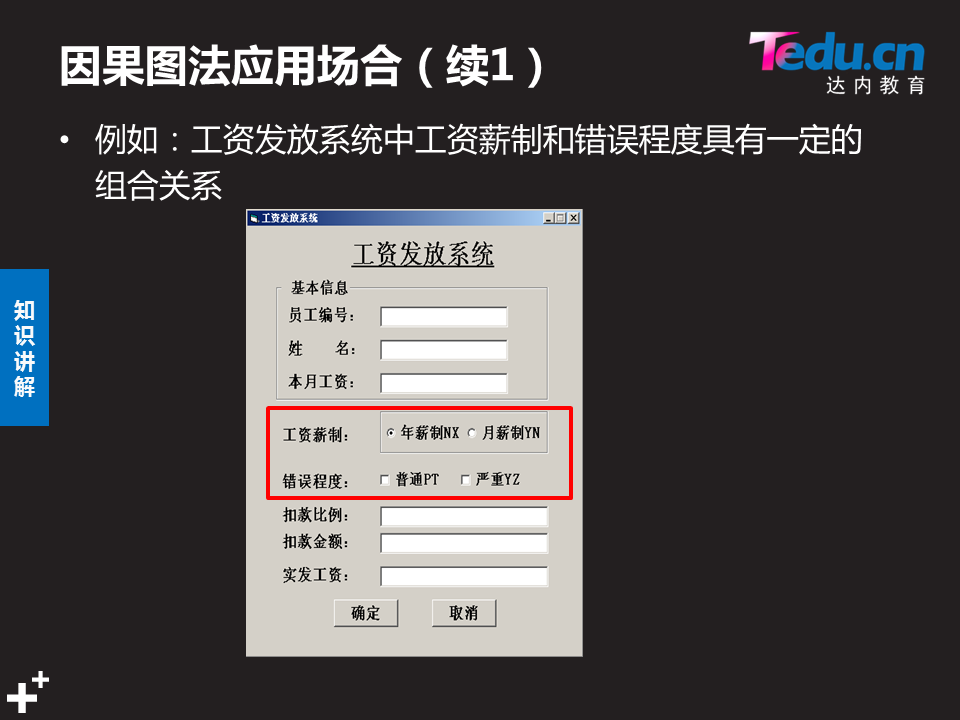 因果图法应用场合（续1）
Tedu.cn
达内教育
• 例如：工资发放系统中工资薪制和错误程度具有一定的
组合关系
知识讲解
工资发放系统
工资发放系统
基本信息
员工编号：
姓 名：
本月工资：
工资薪制： 年薪制NX 月薪制YN
错误程度： 普通PT 严重YZ
扣款比例：
扣款金额：
实发工资：
确定 取消